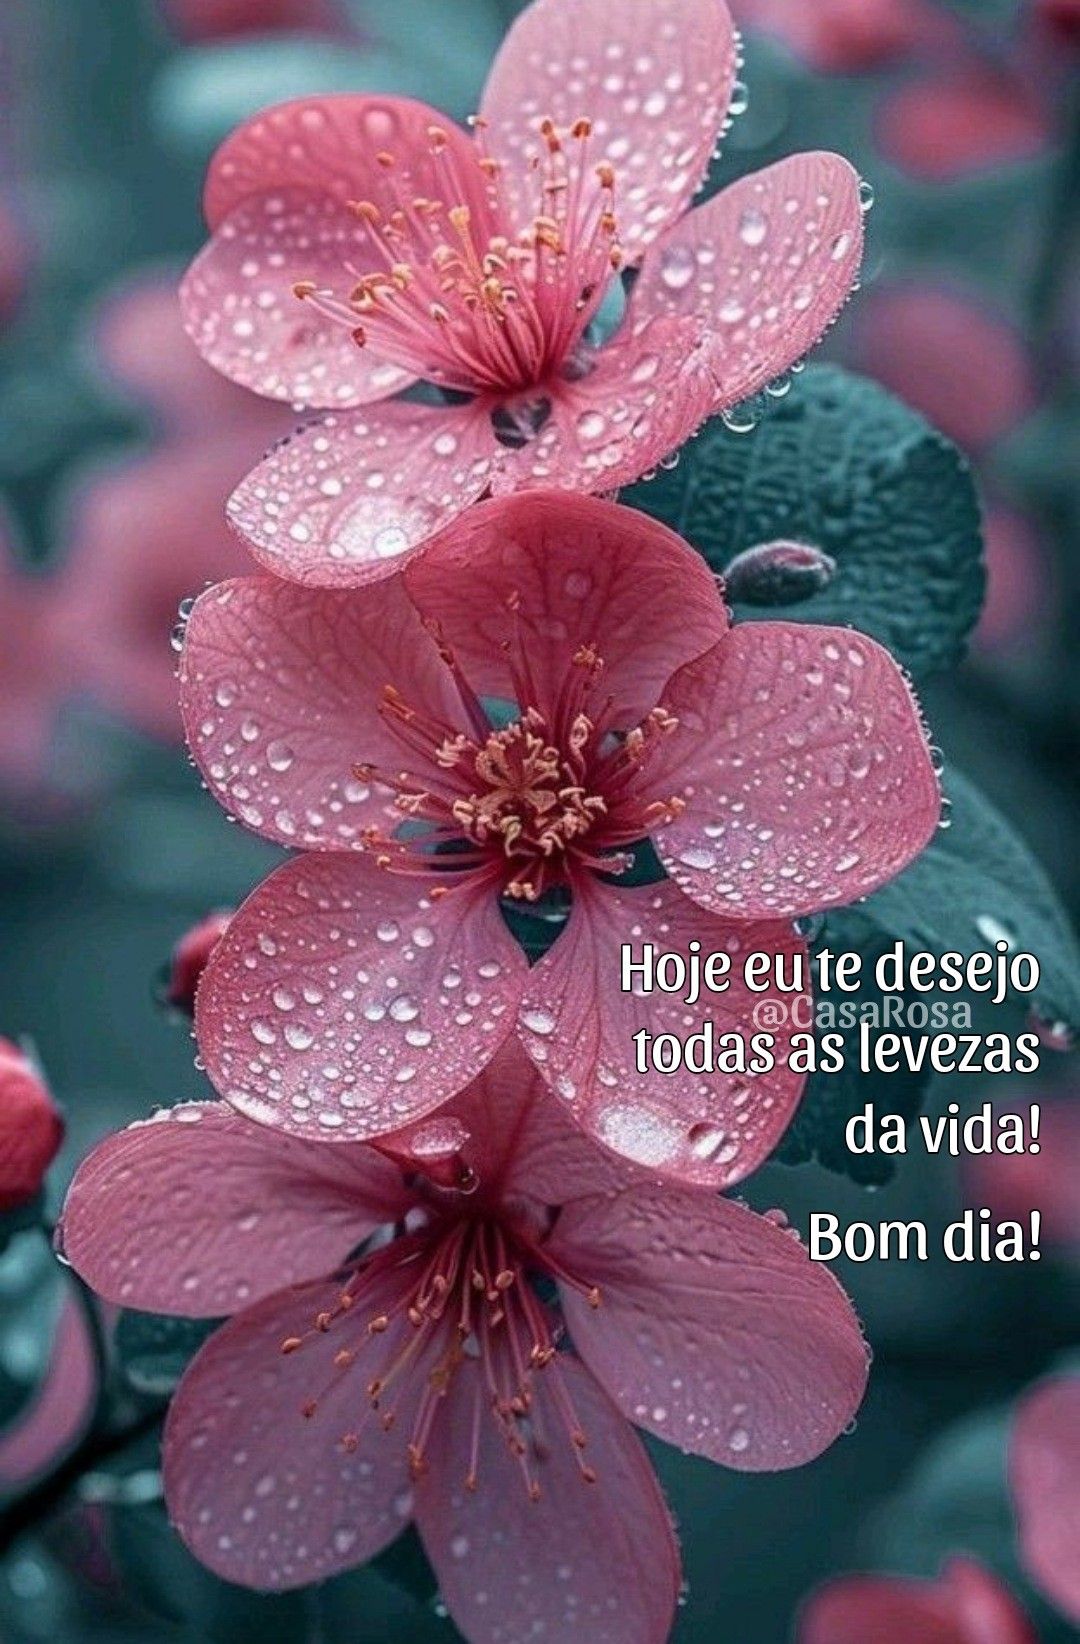 Hoje eu te desejo
@CasaRosa
todas as levezas
da vida!
Bom dia!